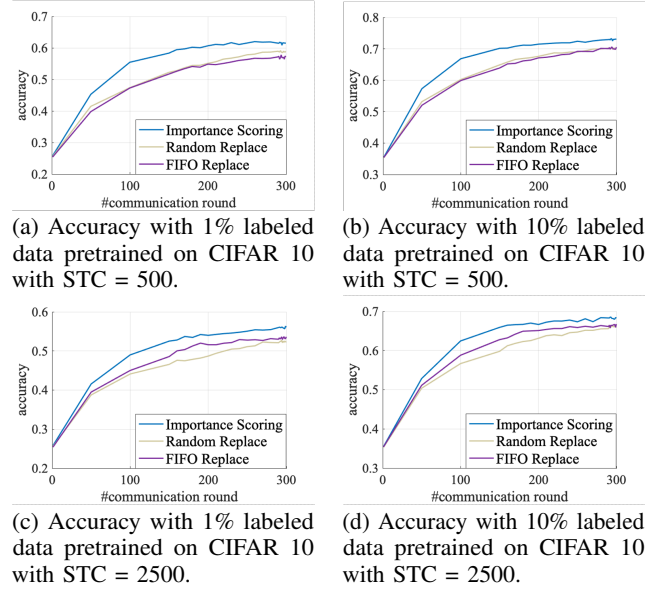 0.7
0.6
0.5
0.4
0.3
0.2
accuracy
Importance Scoring
Random Replace
FIFO Replace
0 100 200 300
#communication round
(a) Accuracy with 1% labeled
data pretrained on CIFAR 10
with STC = 500.
0.8
0.7
0.6
0.5
0.4
0.3
accuracy
Importance Scoring
Random Replace
FIFO Replace
0 100 200 300
#communication round
(b) Accuracy with 10% labeled
data pretrained on CIFAR 10
with STC = 500.
0.6
0.5
0.4
0.3
0.2
accuracy
Importance Scoring
Random Replace
FIFO Replace
0 100 200 300
#communication round
(c) Accuracy with 1% labeled
data pretrained on CIFAR 10
with STC = 2500.
0.7
0.6
0.5
0.4
0.3
accuracy
Importance Scoring
Random Replace
FIFO Replace
0 100 200 300
#communication round
(d) Accuracy with 10% labeled
data pretrained on CIFAR 10
with STC = 2500.